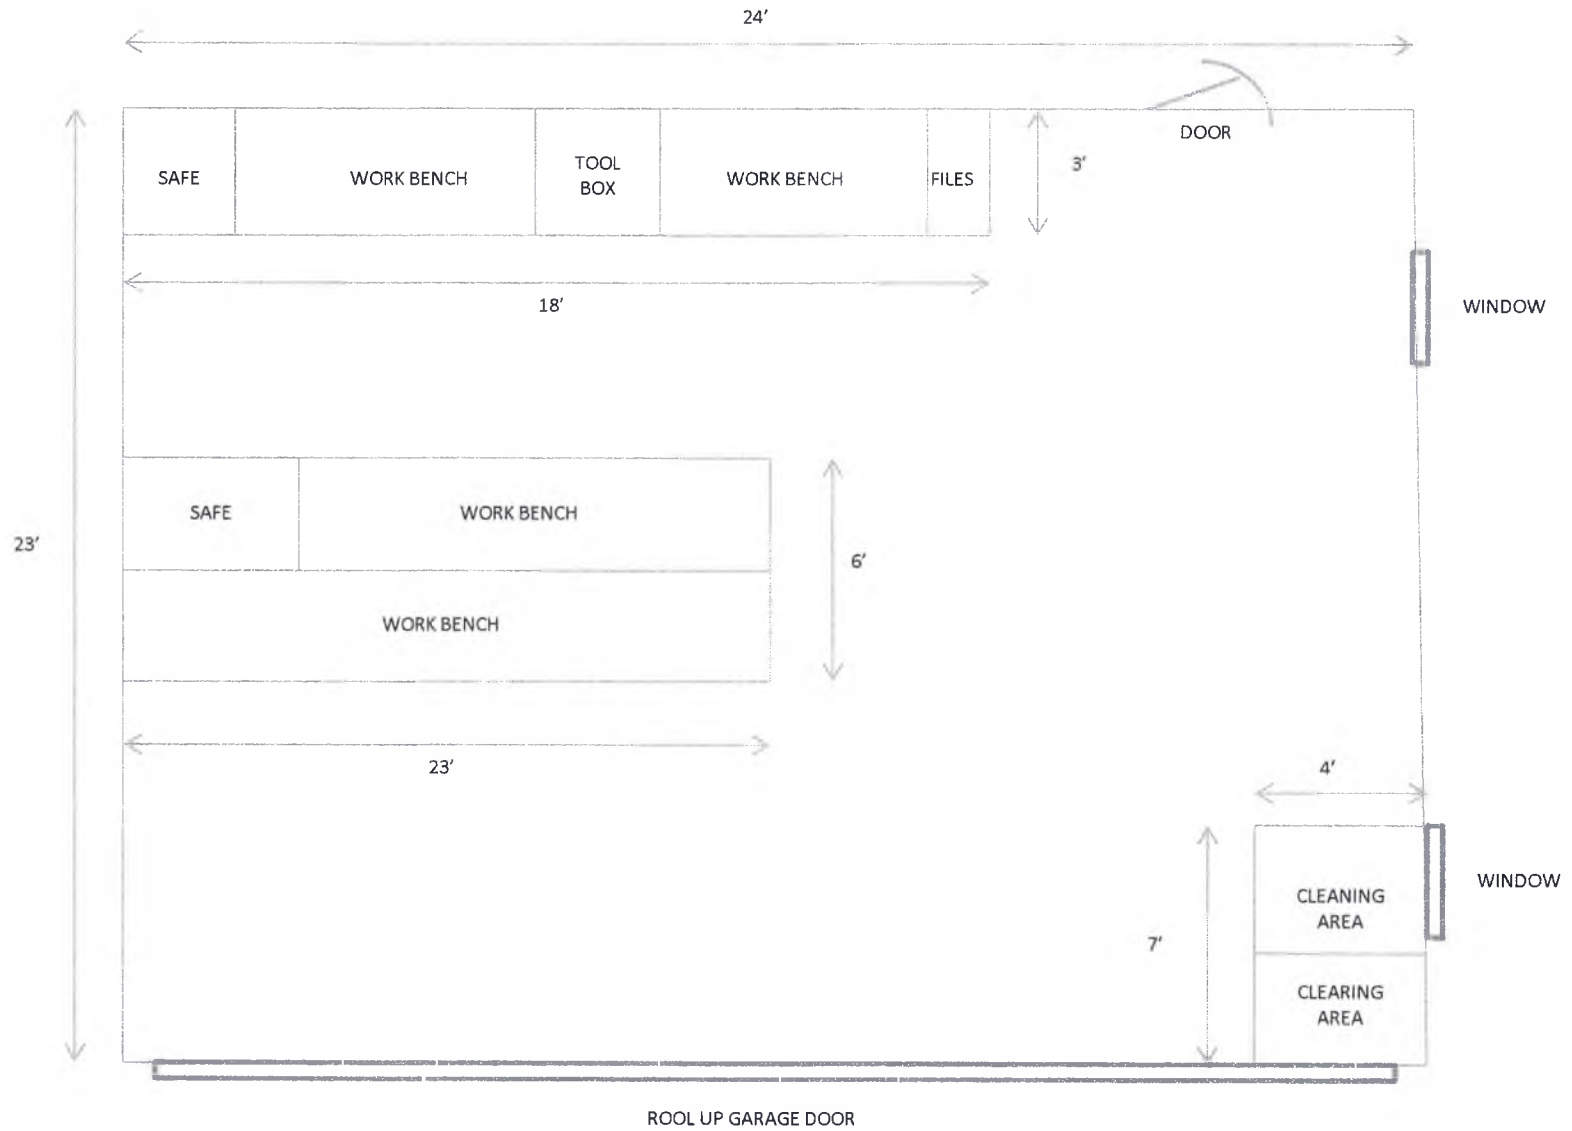 24'
DOOR
SAFE
WORK BENCH
TOOL
BOX
WORK BENCH
FILES
3'
18'
WINDOW
SAFE
WORK BENCH
23'
6'
WORK BENCH
23'
4'
CLEANING
AREA
WINDOW
7'
CLEARING
AREA
ROOL UP GARAGE DOOR